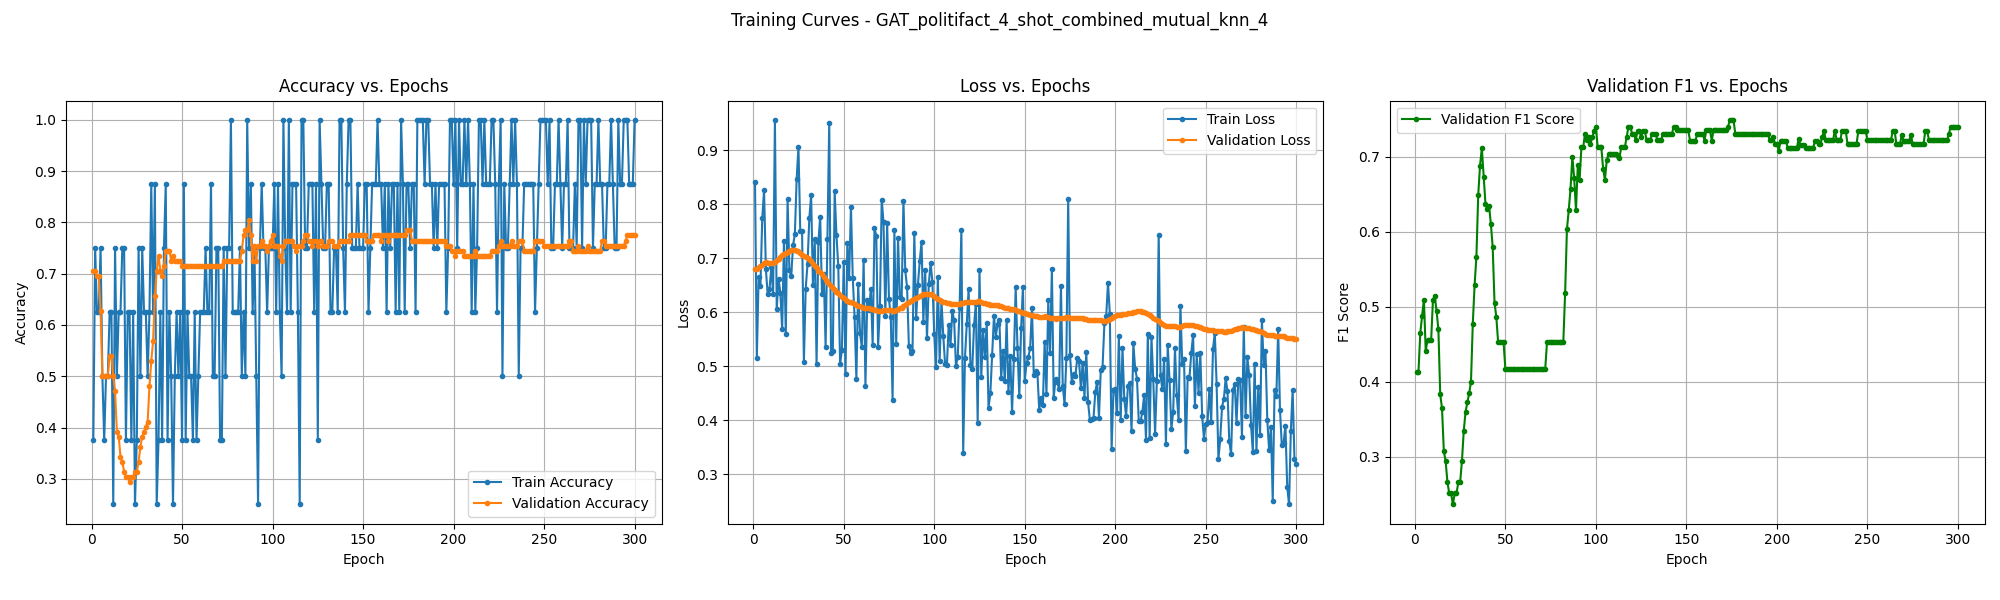 Training Curves - GAT_politifact_4_shot_combined_mutual_knn_4
Accuracy vs. Epochs
Accuracy
1.0
0.9
0.8
0.7
0.6
0.5
0.4
0.3
0
50
100
150
200
250
300
Epoch
Train Accuracy
Validation Accuracy
Loss vs. Epochs
Loss
0.9
0.8
0.7
0.6
0.5
0.4
0.3
0
50
100
150
200
250
300
Epoch
Train Loss
Validation Loss
Validation F1 vs. Epochs
F1 Score
0.7
0.6
0.5
0.4
0.3
0
50
100
150
200
250
300
Epoch
Validation F1 Score